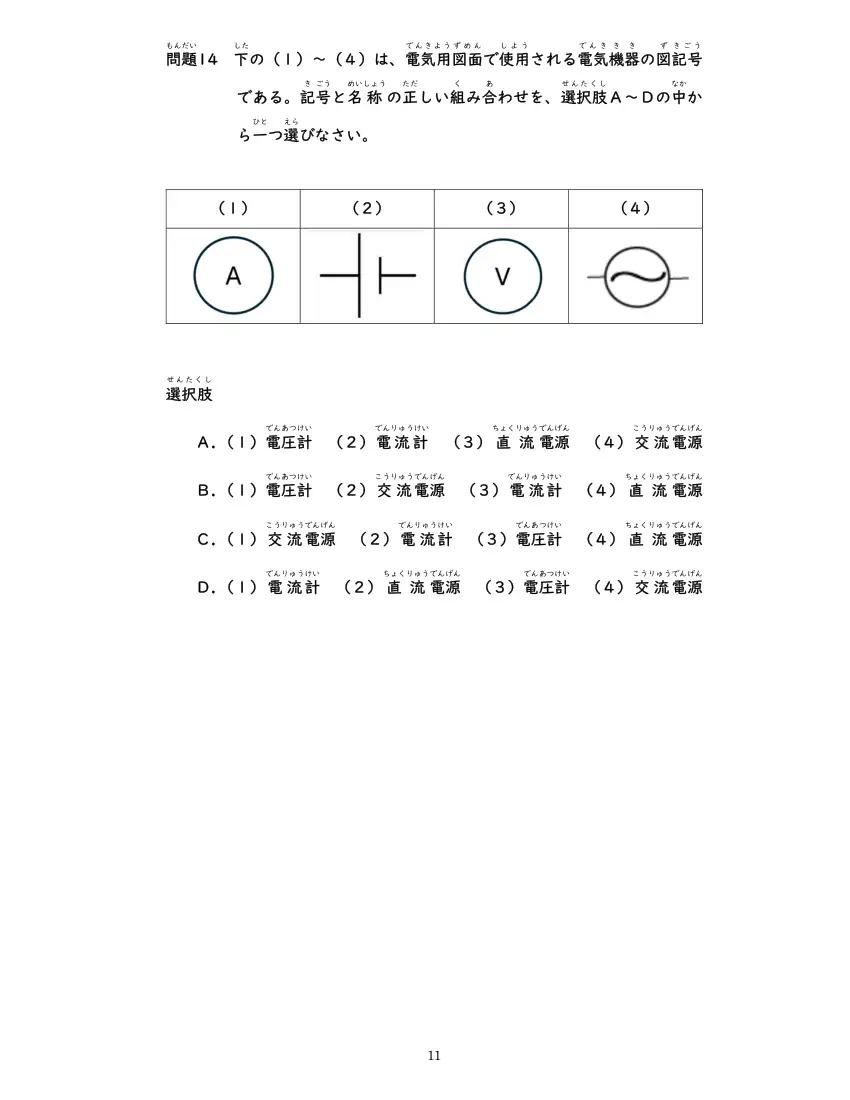 もんだい した でんきようずめん しよう でんききき ずきごう
問題14 下の（1）～（4）は、電気用図面で使用される電気機器の図記号
きごう めいしょう ただ く あ せんたくし なか
である。記号と名称の正しい組み合わせを、選択肢A～Dの中か
ひと えら
ら一つ選びなさい。
（1） （2） （3） （4）
A V
せんたくし
選択肢
でんあつけい でんりゅうけい ちょくりゅうでんげん こうりゅうでんげん
A．（1）電圧計 （2）電流計 （3）直流電源 （4）交流電源
でんあつけい こうりゅうでんげん でんりゅうけい ちょくりゅうでんげん
B．（1）電圧計 （2）交流電源 （3）電流計 （4）直流電源
こうりゅうでんげん でんりゅうけい でんあつけい ちょくりゅうでんげん
C．（1）交流電源 （2）電流計 （3）電圧計 （4）直流電源
でんりゅうけい ちょくりゅうでんげん でんあつけい こうりゅうでんげん
D．（1）電流計 （2）直流電源 （3）電圧計 （4）交流電源
11